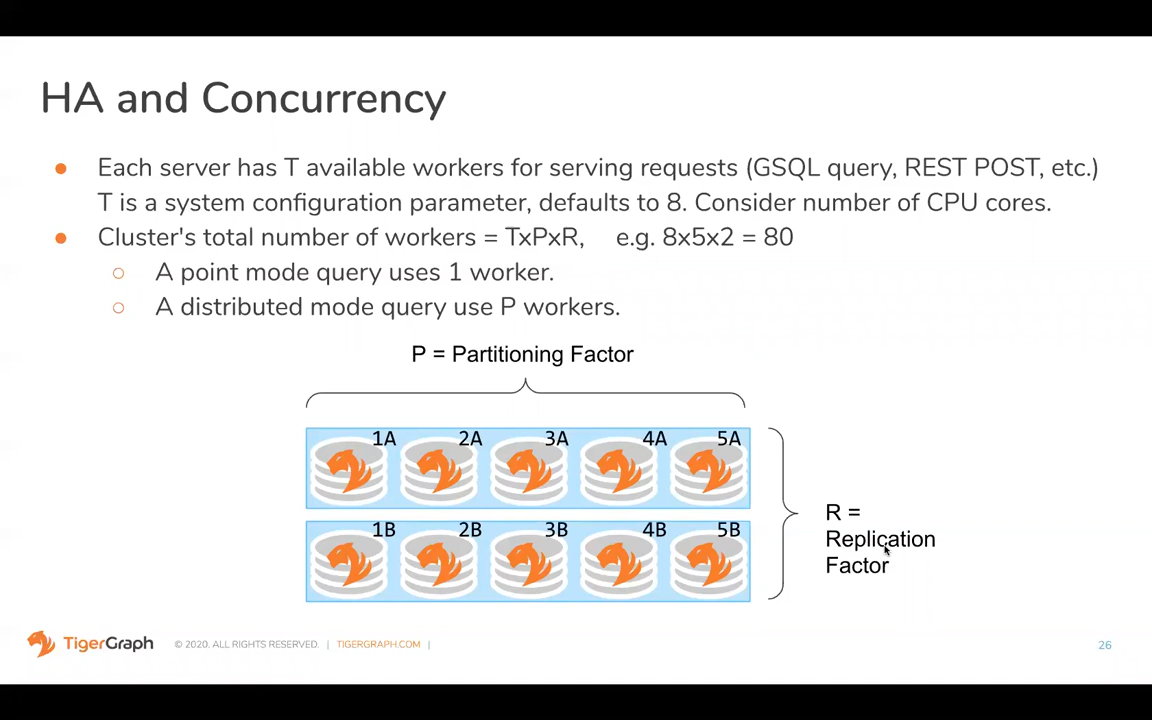 HA and Concurrency
● Each server has T available workers for serving requests (GSQL query, REST POST, etc.)
T is a system configuration parameter, defaults to 8. Consider number of CPU cores.
● Cluster's total number of workers = TxPxR, e.g. 8x5x2 = 80
○ A point mode query uses 1 worker.
○ A distributed mode query use P workers.
P = Partitioning Factor
1A 2A 3A 4A 5A
1B 2B 3B 4B 5B
R =
Replication
Factor
TigerGraph © 2020. ALL RIGHTS RESERVED. | TIGERGRAPH.COM | 26